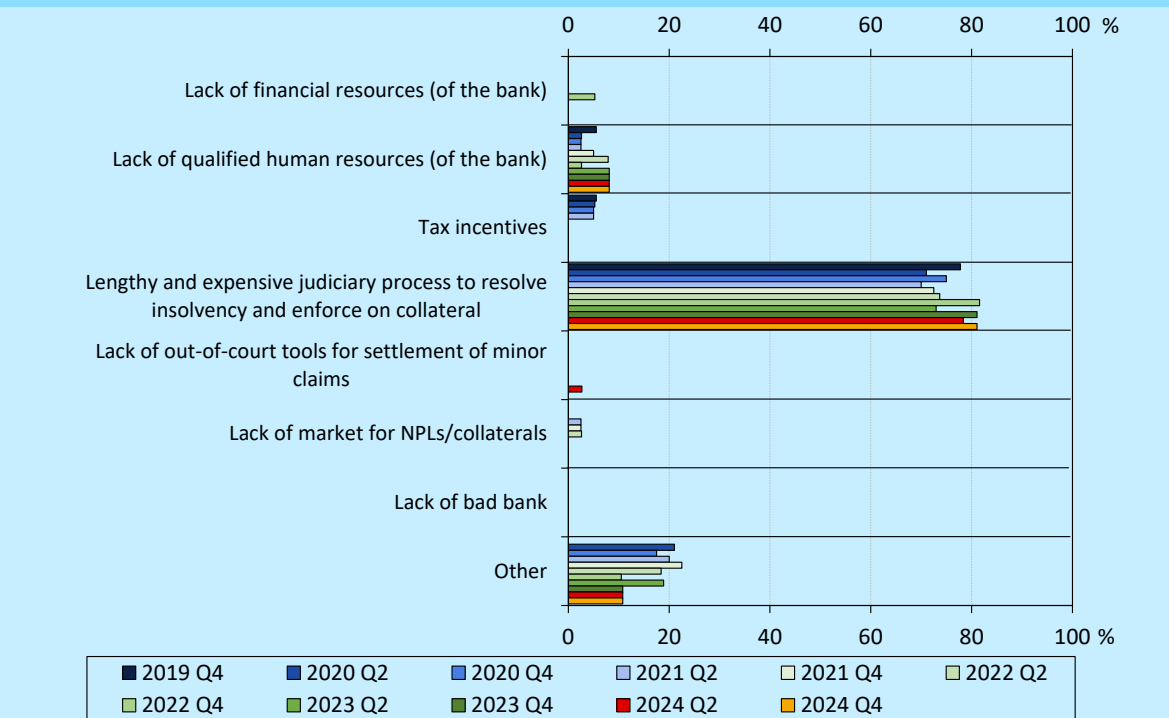 0 20 40 60 80 100 %
Lack of financial resources (of the bank)
Lack of qualified human resources (of the bank)
Tax incentives
Lengthy and expensive judiciary process to resolve
insolvency and enforce on collateral
Lack of out-of-court tools for settlement of minor
claims
Lack of market for NPLs/collaterals
Lack of bad bank
Other
0 20 40 60 80 100 %
2019 Q4 2020 Q2 2020 Q4 2021 Q2 2021 Q4 2022 Q2
2022 Q4 2023 Q2 2023 Q4 2024 Q2 2024 Q4